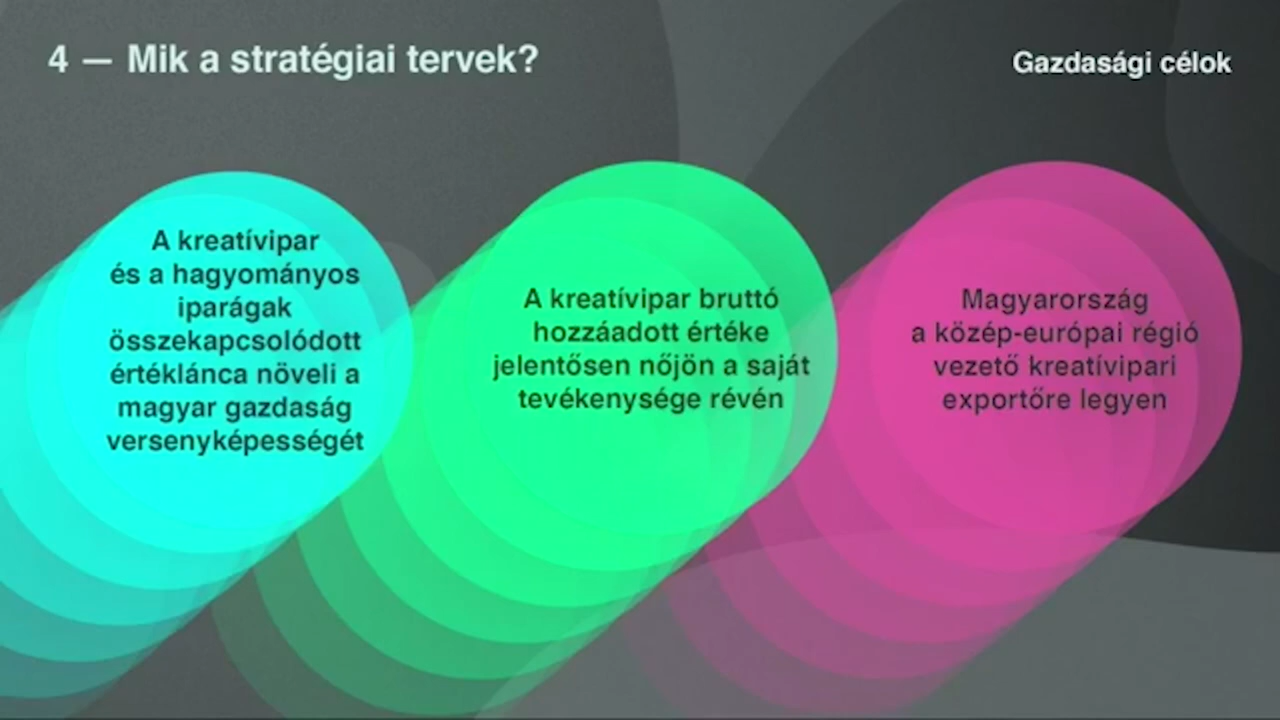 4 — Mik a stratégiai tervek?
Gazdasági célok
A kreatívipar
és a hagyományos
iparágak
összekapcsolódott
értéklánca növeli a
magyar gazdaság
versenyképességét
A kreatívipar bruttó
hozzáadott értéke
jelentősen nőjön a saját
tevékenysége révén
Magyarország
a közép-európai régió
vezető kreatívipari
exportőre legyen